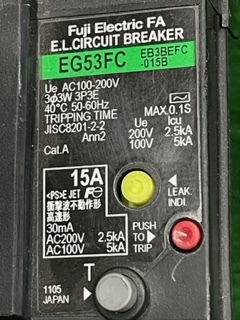 Fuji Electric FA
E.L.CIRCUIT BREAKER
EG53FC EB3BEFC
-015B
Ue AC100-200V
3ф3W 3P3E
40°C 50-60Hz
MAX.0.1S
TRIPPING TIME
JISC8201-2-2
Ann2
Ue Icu
200V 2.5kA
100V 5kA
Cat.A
15A
<PS>E JET Fe
衝撃波不動作形
高速形
30mA
AC200V 2.5kA
AC100V 5kA
LEAK.
INDI.
PUSH
TO
TRIP
T
1105
JAPAN